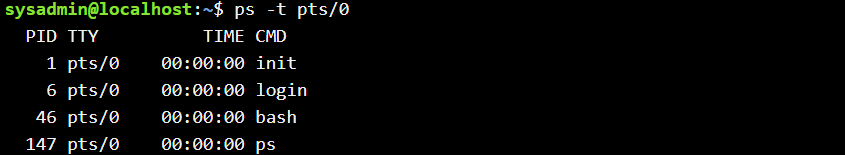 sysadmin@localhost:~$ ps -t pts/0
  PID TTY          TIME CMD
    1 pts/0    00:00:00 init
    6 pts/0    00:00:00 login
   46 pts/0    00:00:00 bash
  147 pts/0    00:00:00 ps